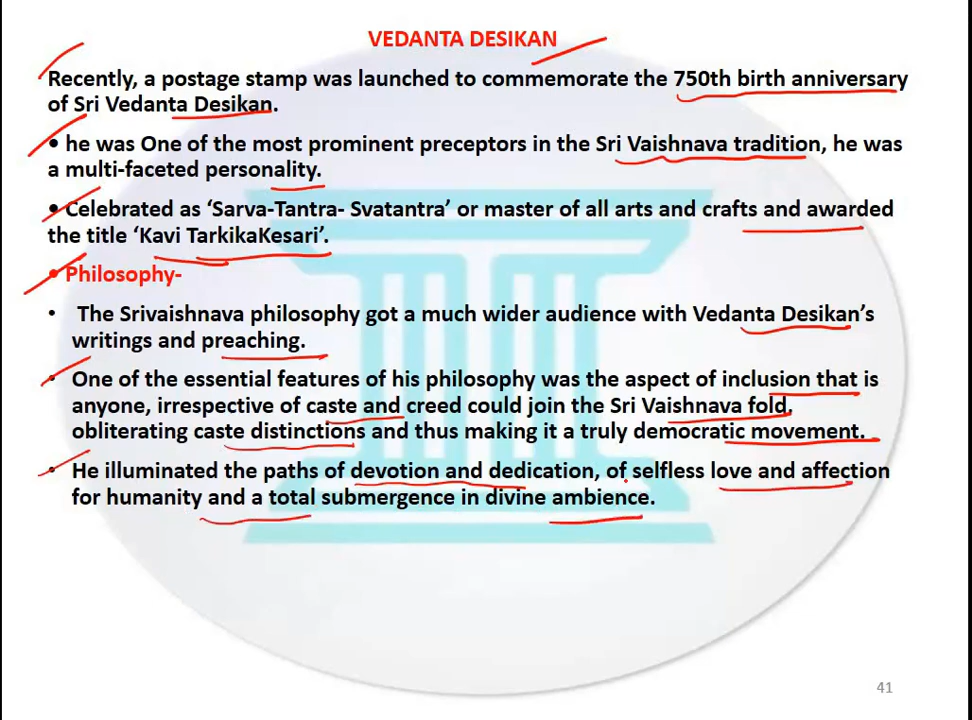 VEDANTA DESIKAN
Recently, a postage stamp was launched to commemorate the 750th birth anniversary
of Sri Vedanta Desikan.
• he was One of the most prominent preceptors in the Sri Vaishnava tradition, he was
a multi-faceted personality.
• Celebrated as ‘Sarva-Tantra- Svatantra’ or master of all arts and crafts and awarded
the title ‘Kavi TarkikaKesari’.
• Philosophy-
• The Srivaishnava philosophy got a much wider audience with Vedanta Desikan’s
writings and preaching.
• One of the essential features of his philosophy was the aspect of inclusion that is
anyone, irrespective of caste and creed could join the Sri Vaishnava fold,
obliterating caste distinctions and thus making it a truly democratic movement.
• He illuminated the paths of devotion and dedication, of selfless love and affection
for humanity and a total submergence in divine ambience.
41